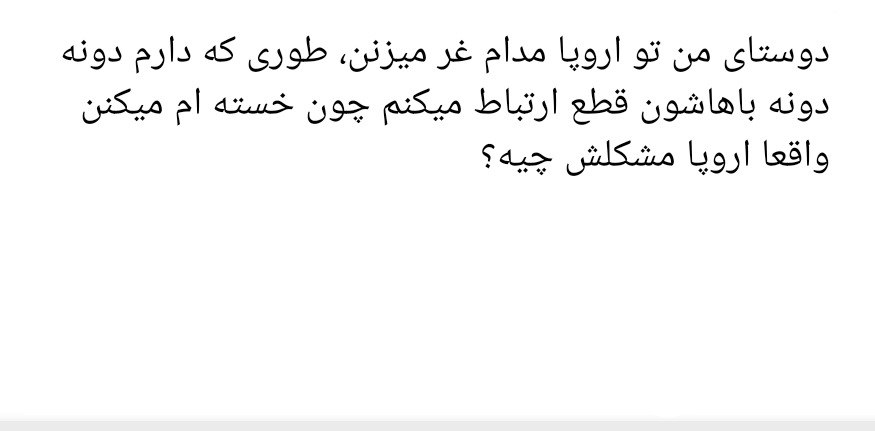 دوستای من تو اروپا مدام غر میزنن، طوری که دارم دونه
دونه باهاشون قطع ارتباط میکنم چون خسته ام میکنن
واقعا اروپا مشکلش چیه؟